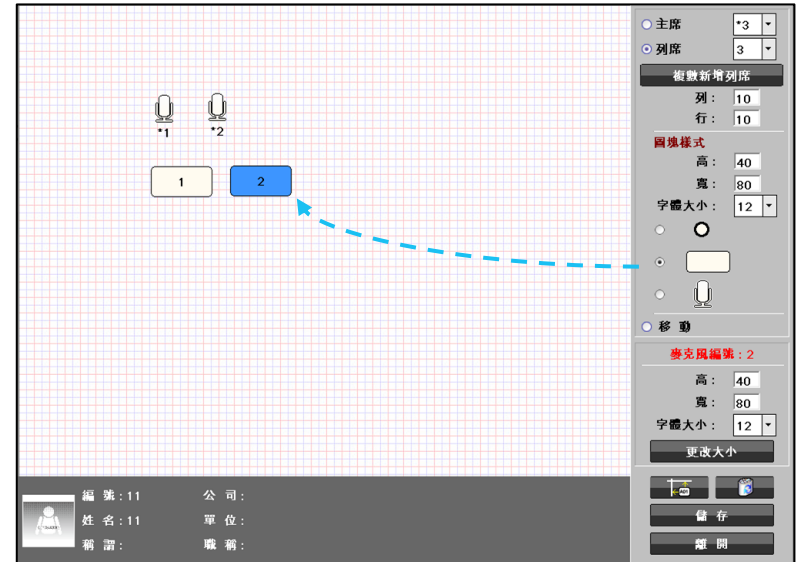 主席 *3
列席 3
複數新增列席
列： 10
行： 10
圖塊樣式
高： 40
寬： 80
字體大小： 12
移 動
麥克風編號：2
高： 40
寬： 80
字體大小： 12
更改大小
儲 存
離 開
*1 *2
1 2
編 號：11 公 司：
姓 名：11 單 位：
稱 謂： 職 稱：